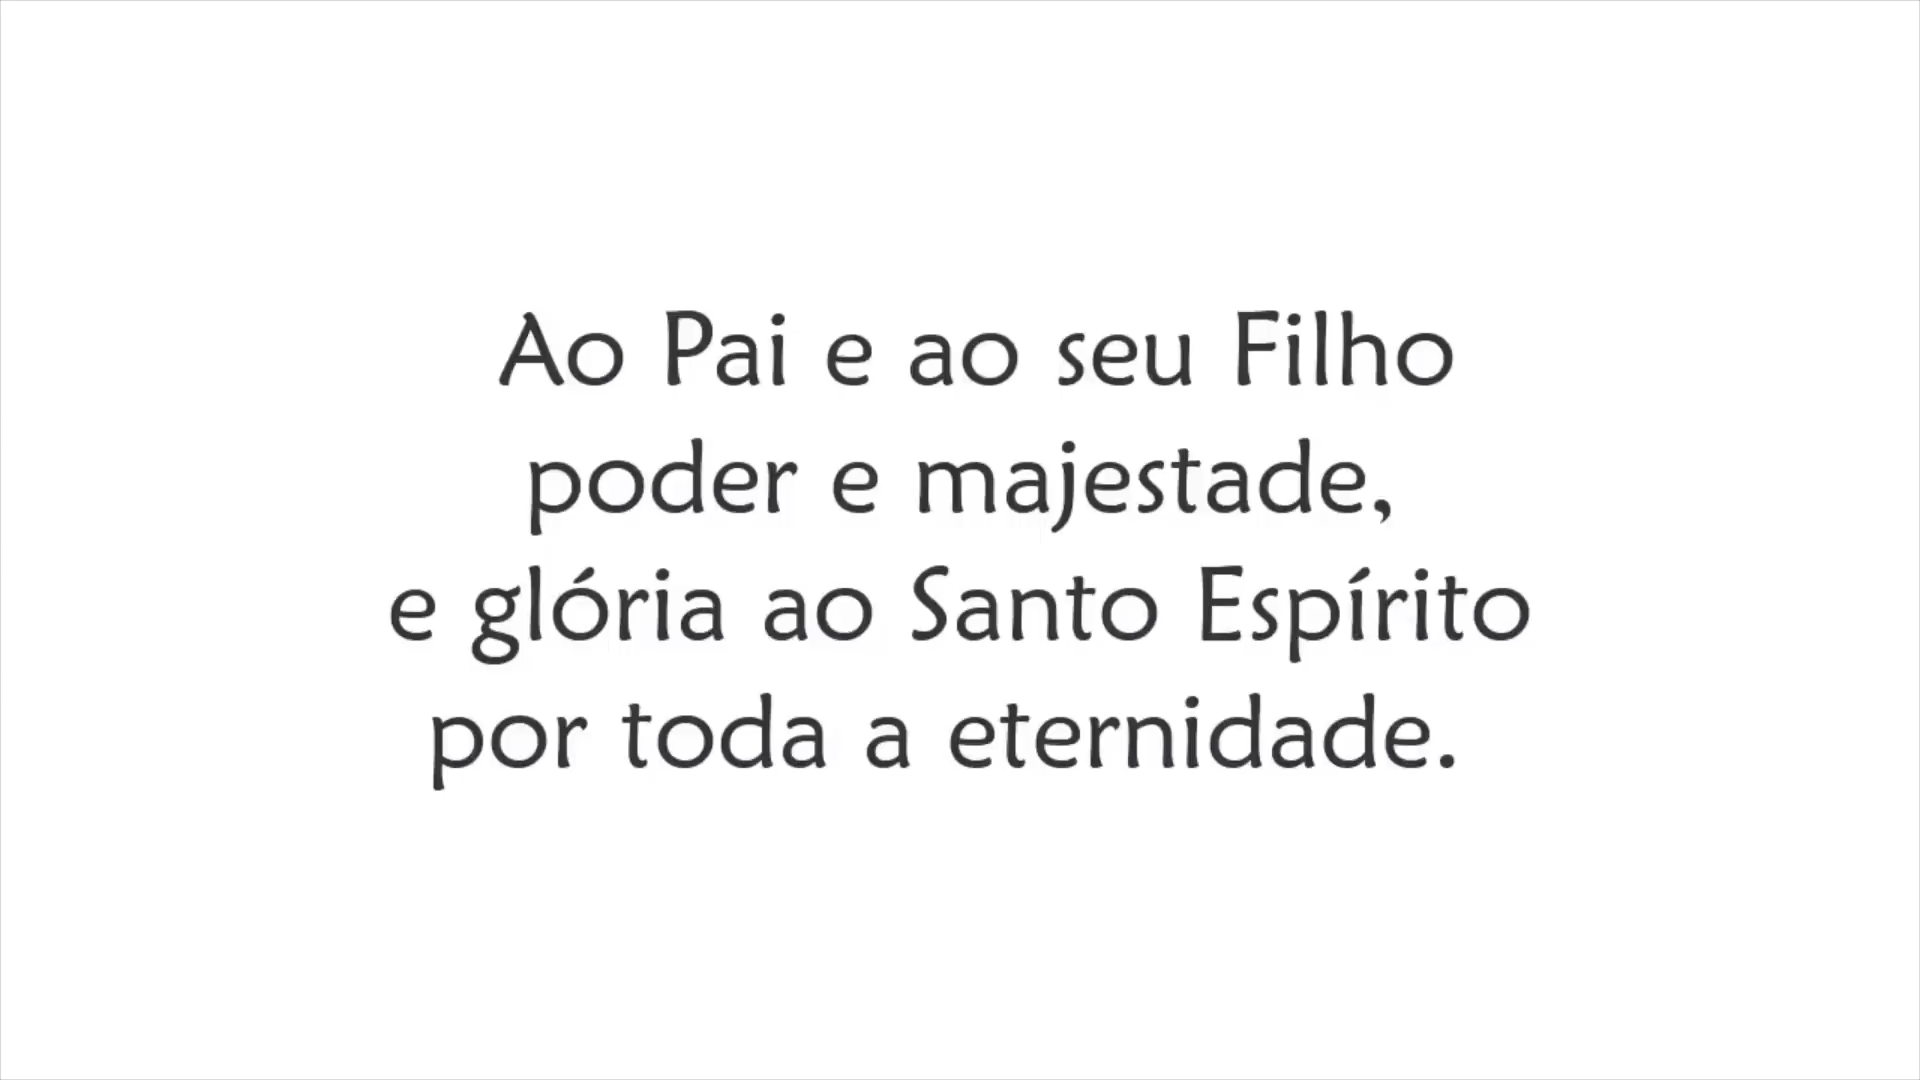 Ao Pai e ao seu Filho
poder e majestade,
e glória ao Santo Espírito
por toda a eternidade.